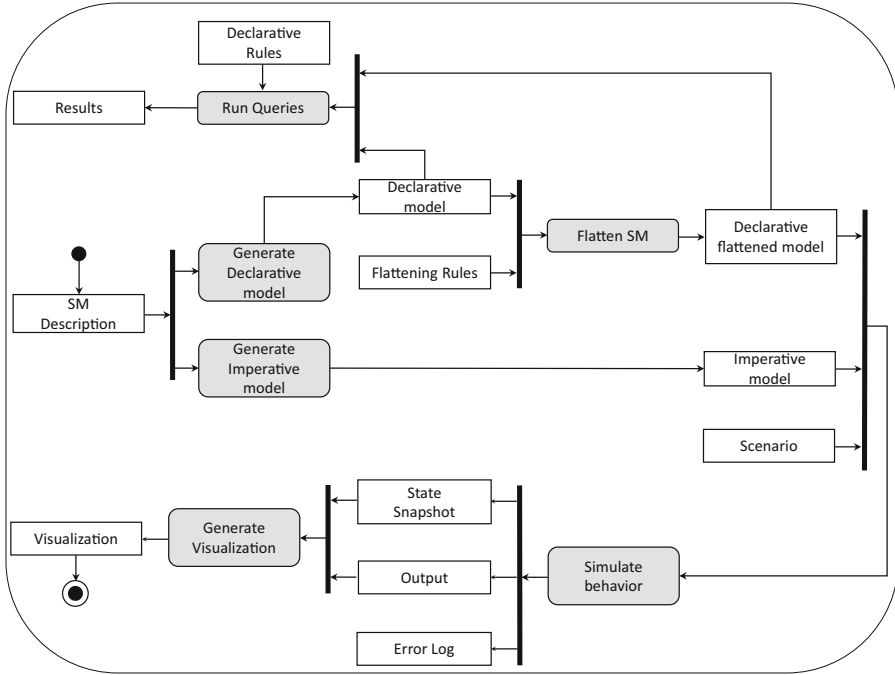 Declarative
Rules
Results
Run Queries
Declarative
model
Generate
Declarative
model
Flatten SM
Declarative
flattened model
Flattening Rules
SM
Description
Generate
Imperative
model
Imperative model
Scenario
State
Snapshot
Generate
Visualization
Visualization
Output
Simulate
behavior
Error Log